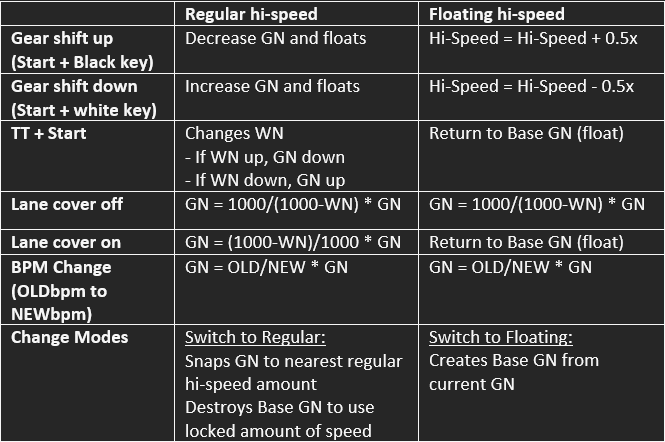 Regular hi-speed
Floating hi-speed
Gear shift up
(Start + Black key)
Decrease GN and floats
Hi-Speed = Hi-Speed + 0.5x
Gear shift down
(Start + white key)
Increase GN and floats
Hi-Speed = Hi-Speed - 0.5x
TT + Start
Changes WN
- If WN up, GN down
- If WN down, GN up
Return to Base GN (float)
Lane cover off
GN = 1000/(1000-WN) * GN
GN = 1000/(1000-WN) * GN
Lane cover on
GN = (1000-WN)/1000 * GN
Return to Base GN (float)
BPM Change
(OLDbpm to
NEWbpm)
GN = OLD/NEW * GN
GN = OLD/NEW * GN
Change Modes
Switch to Regular:
Snaps GN to nearest regular
hi-speed amount
Destroys Base GN to use
locked amount of speed
Switch to Floating:
Creates Base GN from
current GN